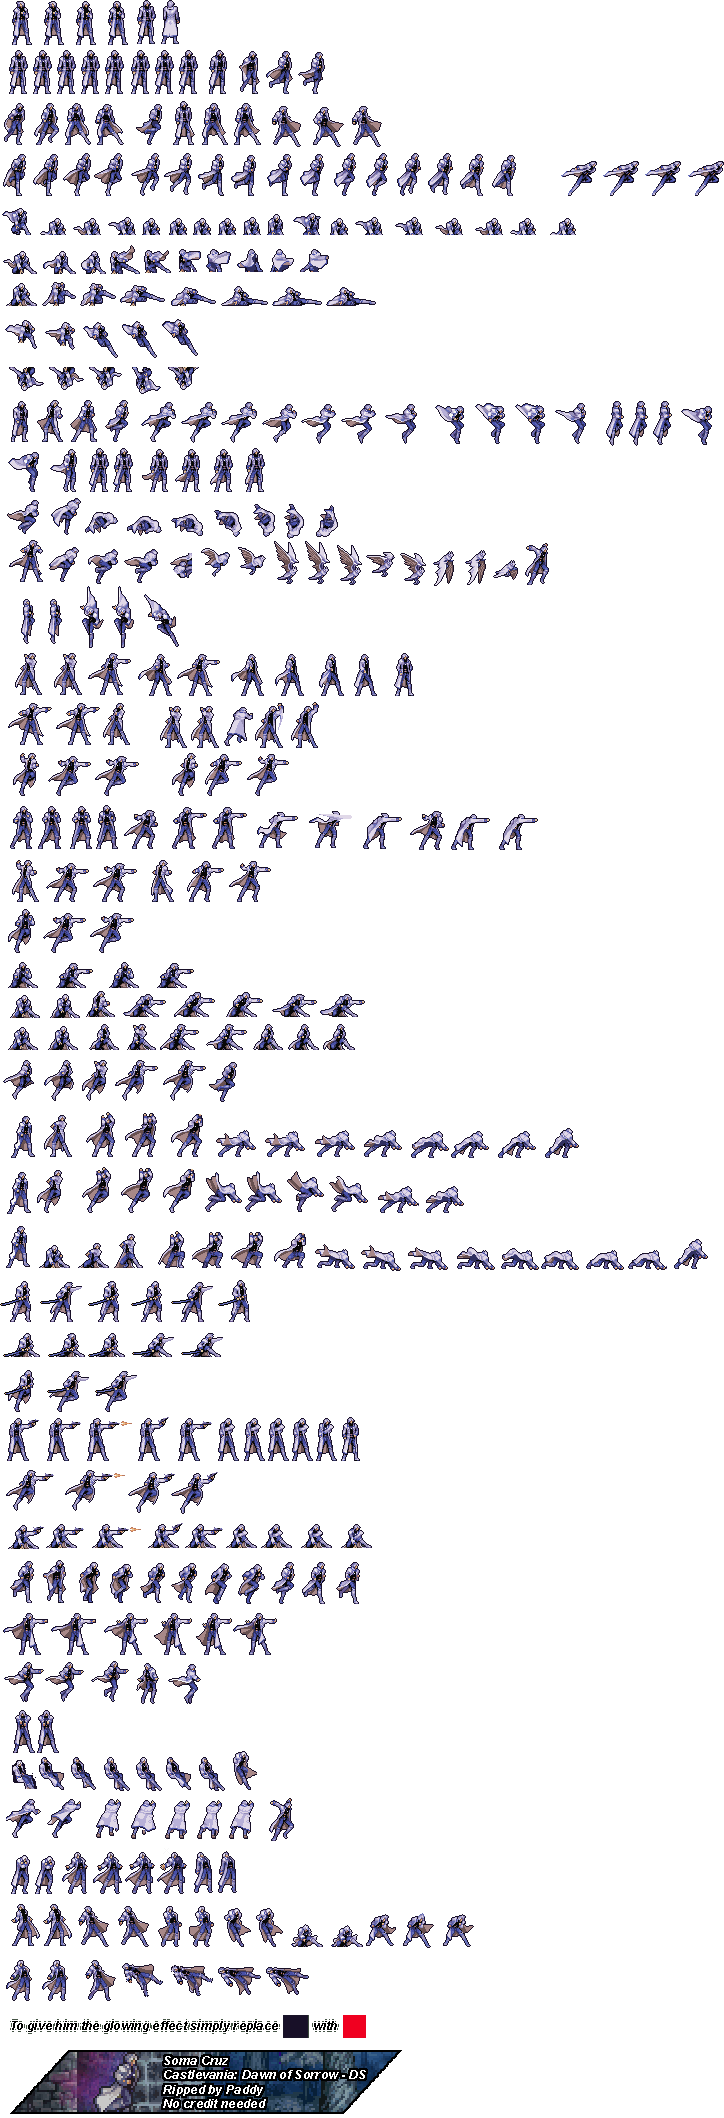 To give him the glowing effect simply replace with
Soma Cruz
Castlevania: Dawn of Sorrow - DS
Ripped by Paddy
No credit needed